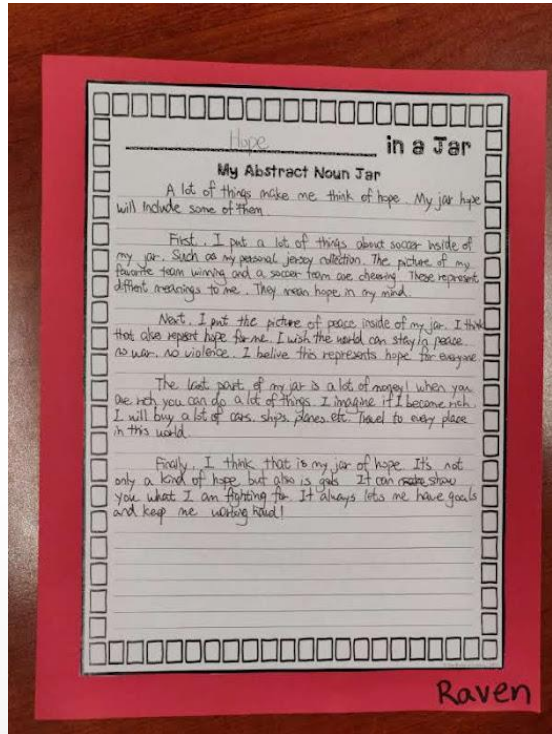 Hope in a Jar
My Abstract Noun Jar
A lot of things make me think of hope. My jar hope
will include some of them.
First, I put a lot of things about soccer inside of
my jar. Such as my personal jersey collection. The picture of my
favorite team winning and a soccer team are cheering. These represent
diffent meanings to me. They mean hope in my mind.
Next, I put the picture of peace inside of my jar. I think
that also repsent hope for me. I wish the world can stay in peace.
no war, no violence. I belive this represents hope for everyone.
The last part of my jar is a lot of money! when you
are rich you can do a lot of things. I imagine if I become rich.
I will buy a lot of cars, ships, planes, etc. Travel to every place
in this world.
Finally, I think that is my jar of hope. It's not
only a kind of hope but also is goals. It can show
you what I am fighting for. It always lets me have goals
and keep me working hard!
Raven